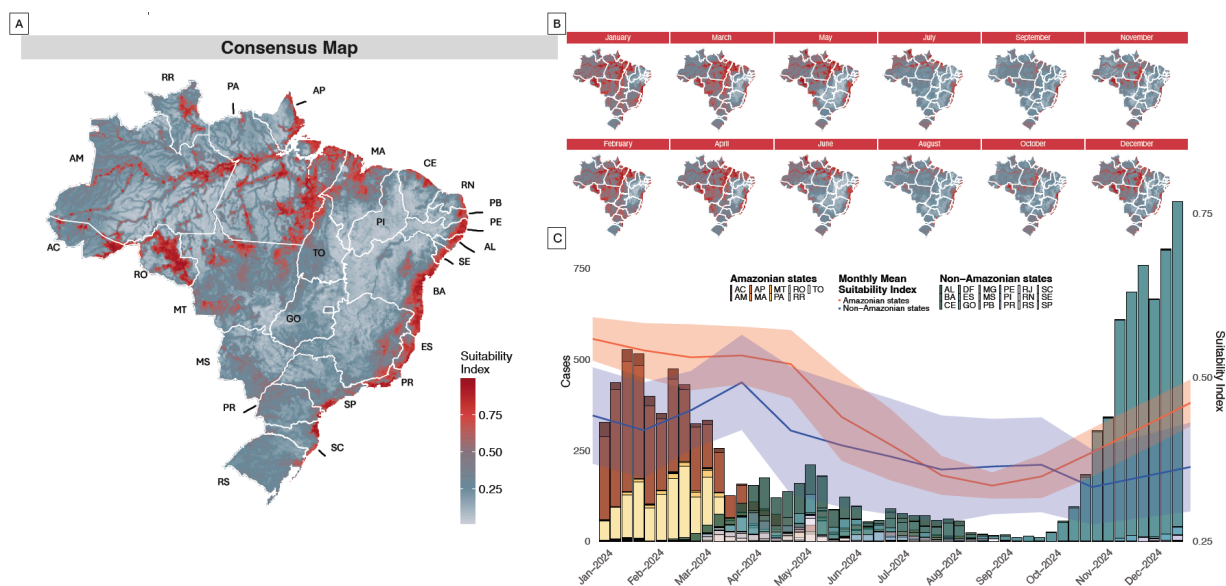 A
Consensus Map
RR
PA
AP
AM
MA
CE
RN
PB
PE
AL
SE
AC
RO
TO
PI
BA
MT
GO
MS
ES
PR
SP
PR
SC
RS
Suitability
Index
0.75
0.50
0.25
B
January
March
May
July
September
November
February
April
June
August
October
December
C
Amazonian states
AC AP MT RO TO
AM MA PA RR
Monthly Mean
Suitability Index
Amazonian states
Non-Amazonian states
Non-Amazonian states
AL DF MG PE RJ SC
BA ES MS PI RN SE
CE GO PB PR RS SP
Cases
750
500
250
0
Suitability Index
0.75
0.50
0.25
Jan-2024
Feb-2024
Mar-2024
Apr-2024
May-2024
Jun-2024
Jul-2024
Aug-2024
Sep-2024
Oct-2024
Nov-2024
Dec-2024